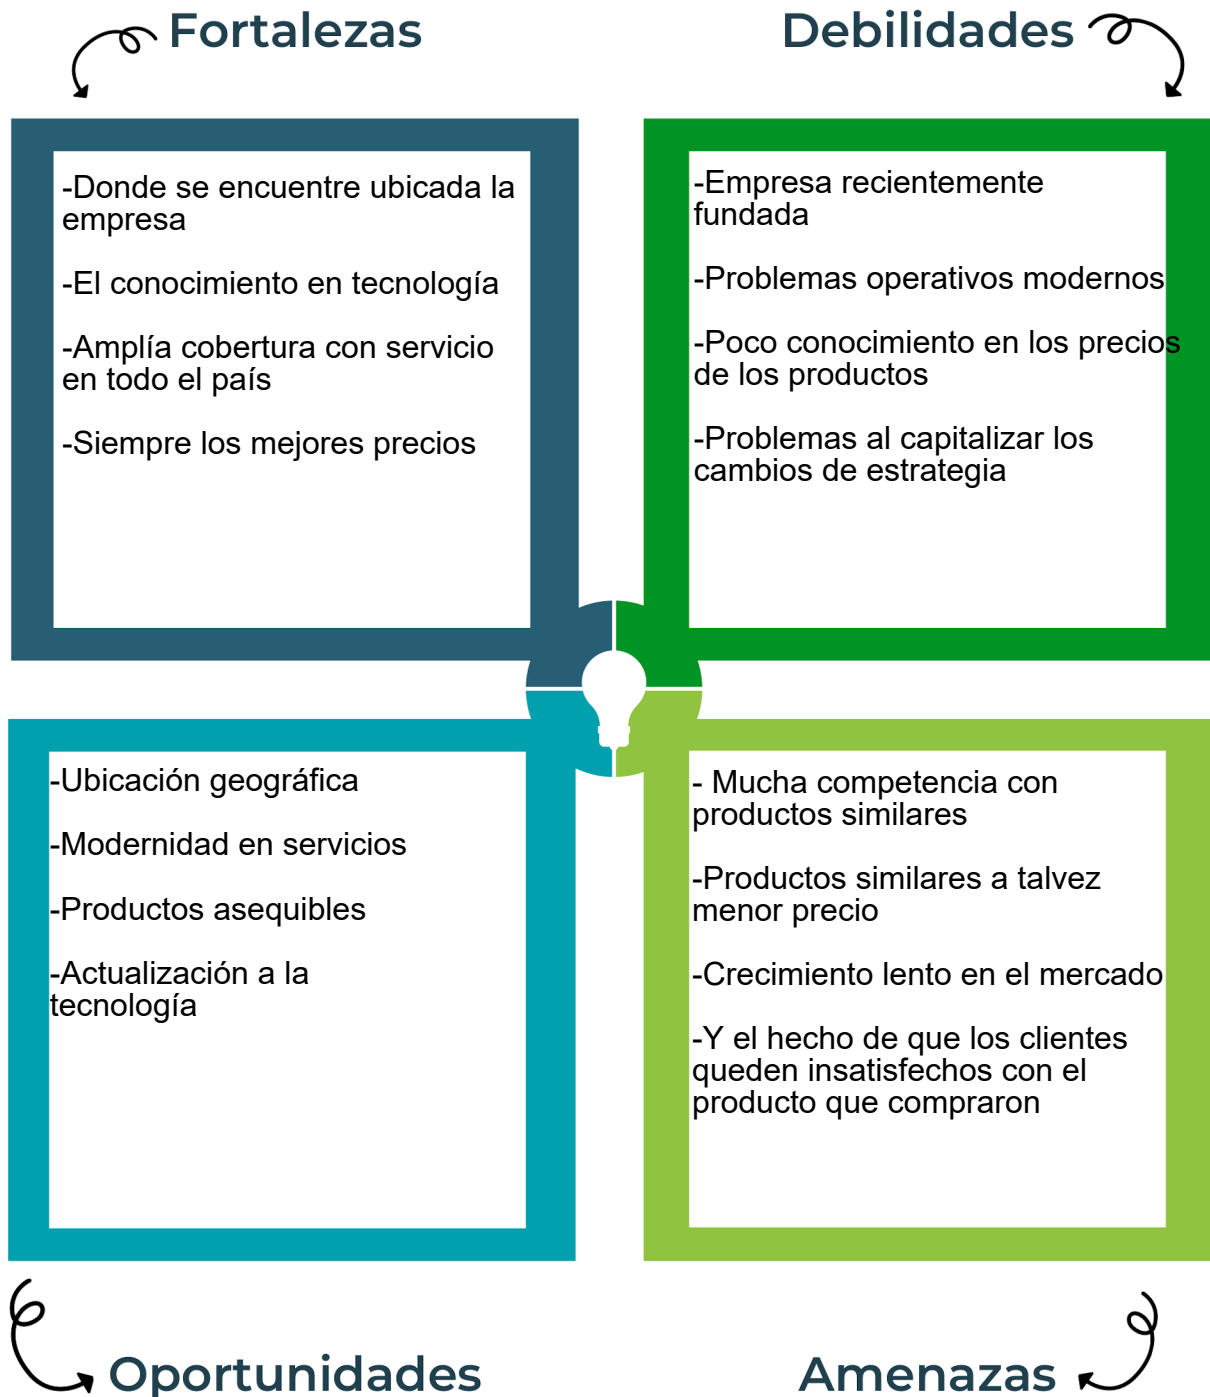 Fortalezas
-Donde se encuentre ubicada la
empresa
-El conocimiento en tecnología
-Amplía cobertura con servicio
en todo el país
-Siempre los mejores precios
Debilidades
-Empresa recientemente
fundada
-Problemas operativos modernos
-Poco conocimiento en los precios
de los productos
-Problemas al capitalizar los
cambios de estrategia
-Ubicación geográfica
-Modernidad en servicios
-Productos asequibles
-Actualización a la
tecnología
Oportunidades
- Mucha competencia con
productos similares
-Productos similares a talvez
menor precio
-Crecimiento lento en el mercado
-Y el hecho de que los clientes
queden insatisfechos con el
producto que compraron
Amenazas